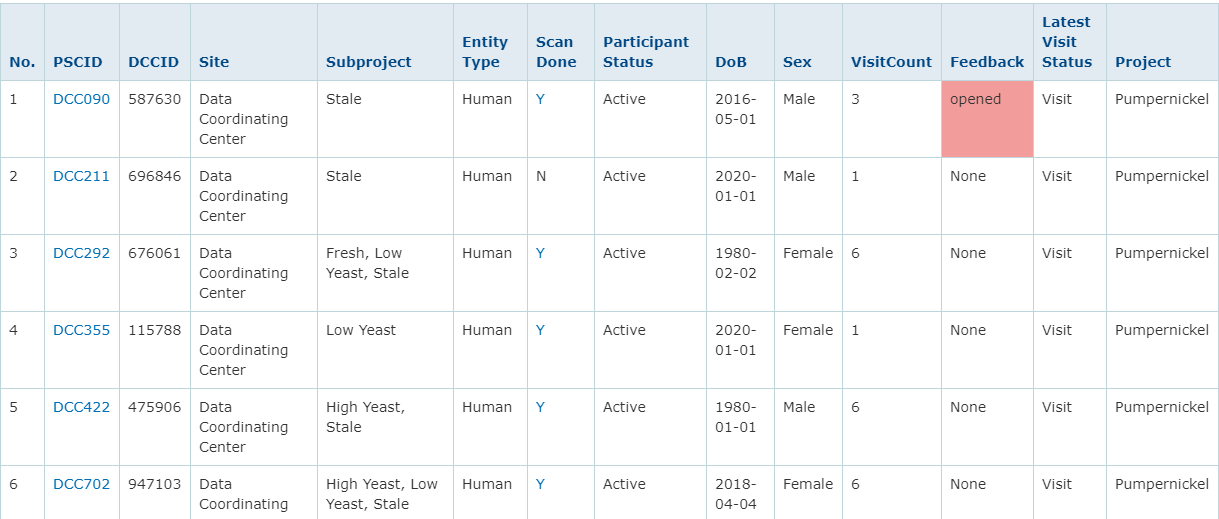 No. PSCID DCCID Site Subproject Entity Type Scan Done Participant Status DoB Sex VisitCount Feedback Latest Visit Status Project
1 DCC090 587630 Data Coordinating Center Stale Human Y Active 2016-05-01 Male 3 opened Visit Pumpernickel
2 DCC211 696846 Data Coordinating Center Stale Human N Active 2020-01-01 Male 1 None Visit Pumpernickel
3 DCC292 676061 Data Coordinating Center Fresh, Low Yeast, Stale Human Y Active 1980-02-02 Female 6 None Visit Pumpernickel
4 DCC355 115788 Data Coordinating Center Low Yeast Human Y Active 2020-01-01 Female 1 None Visit Pumpernickel
5 DCC422 475906 Data Coordinating Center High Yeast, Stale Human Y Active 1980-01-01 Male 6 None Visit Pumpernickel
6 DCC702 947103 Data Coordinating High Yeast, Low Yeast, Stale Human Y Active 2018-04-04 Female 6 None Visit Pumpernickel